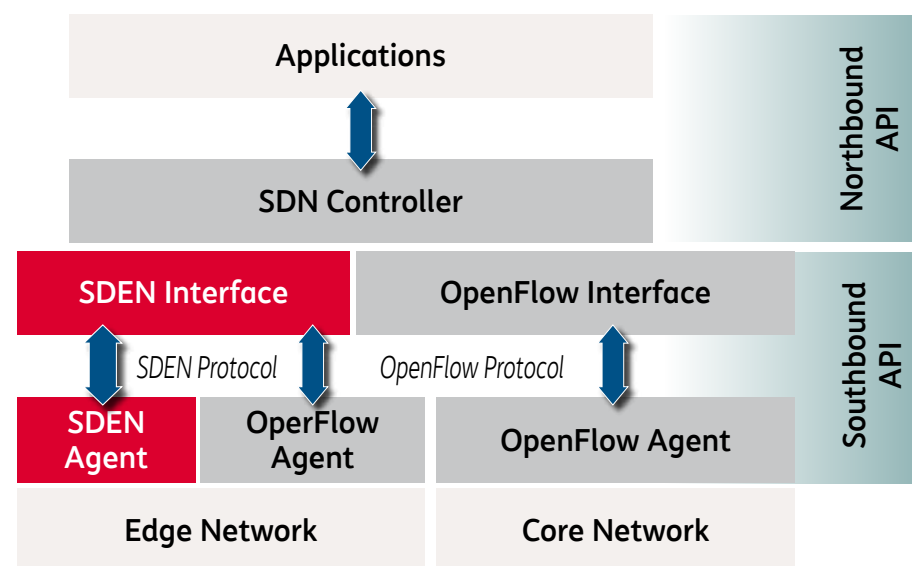 Applications
Northbound
API
SDN Controller
SDEN Interface
OpenFlow Interface
Southbound
API
SDEN Protocol
OpenFlow Protocol
SDEN
Agent
OperFlow
Agent
OpenFlow Agent
Edge Network
Core Network